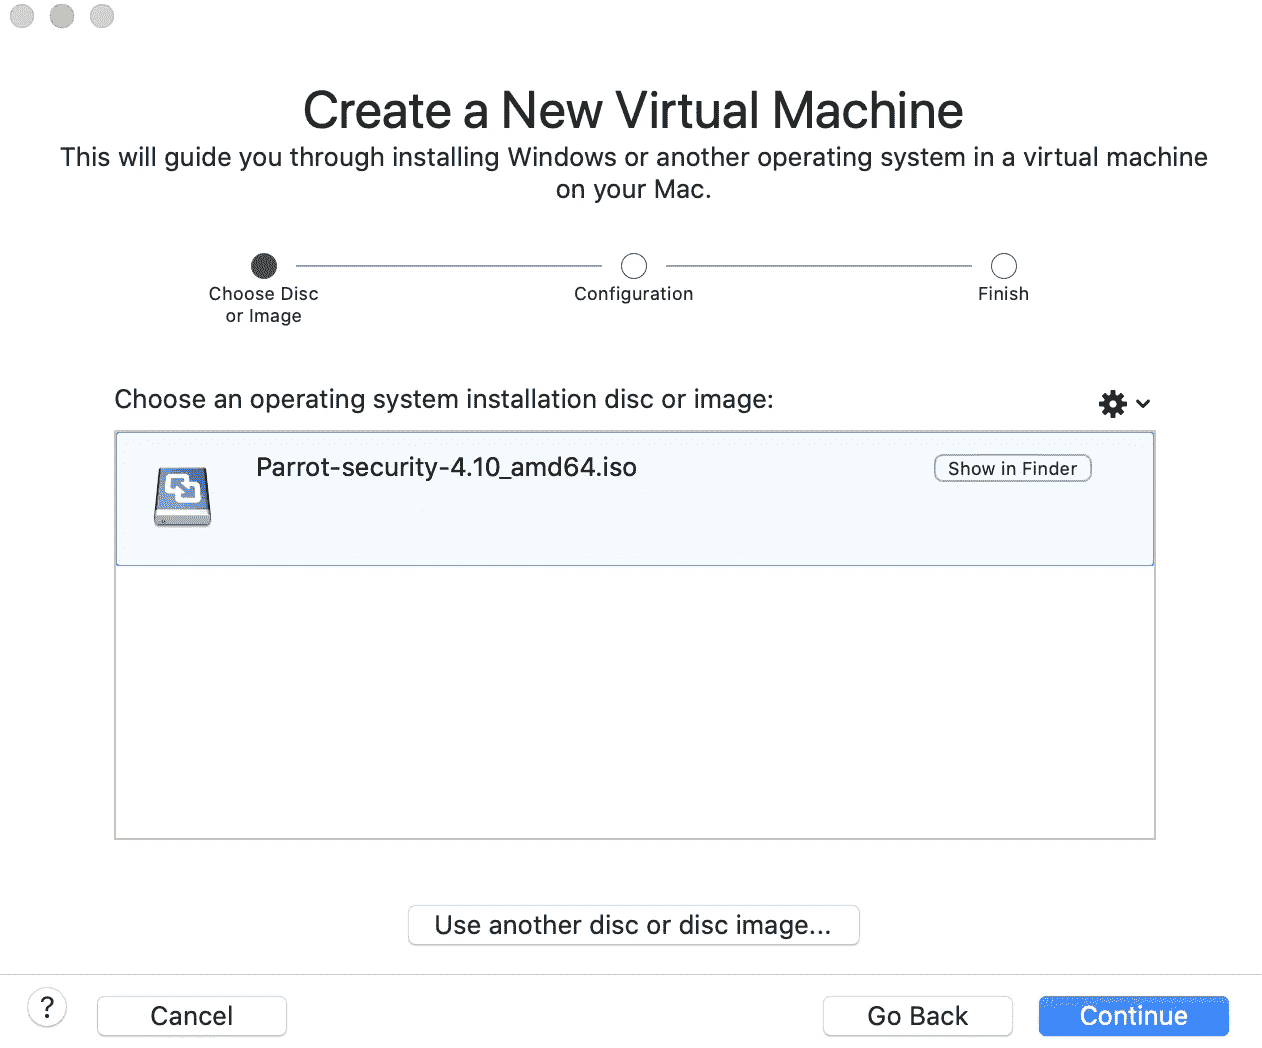 Create a New Virtual Machine
This will guide you through installing Windows or another operating system in a virtual machine
on your Mac.
Choose Disc
or Image
Configuration
Finish
Choose an operating system installation disc or image:
Parrot-security-4.10_amd64.iso
Show in Finder
Use another disc or disc image...
?
Cancel
Go Back
Continue